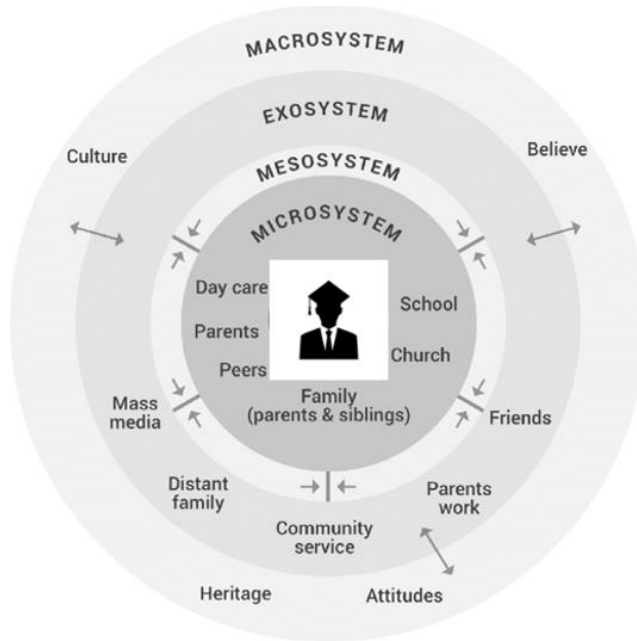 MACROSYSTEM
EXOSYSTEM
Culture
Believe
MESOSYSTEM
MICROSYSTEM
Day care
School
Parents
Church
Peers
Family
(parents & siblings)
Mass
media
Friends
Distant
family
Parents
work
Community
service
Heritage
Attitudes